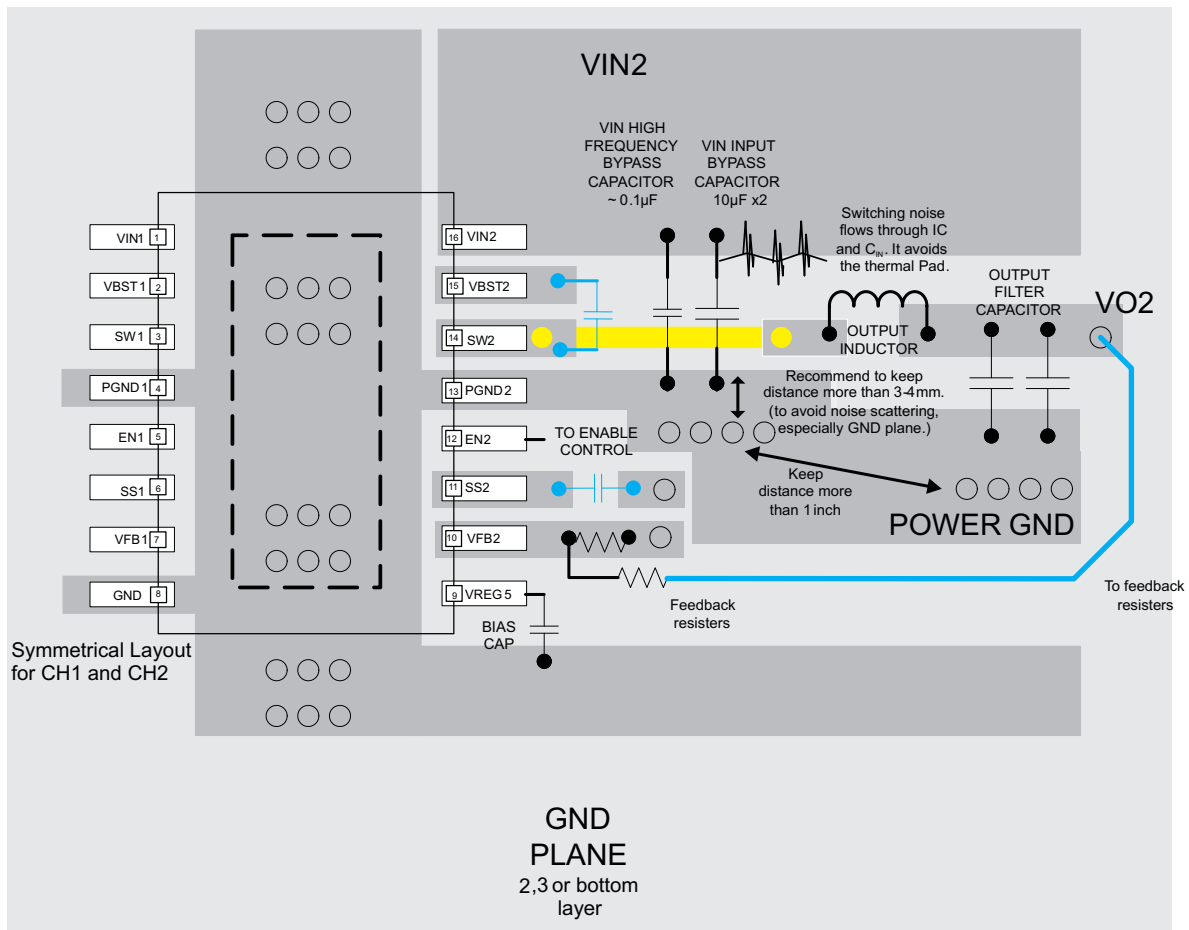 VIN2
VIN HIGH
FREQUENCY
BYPASS
CAPACITOR
~ 0.1µF
VIN INPUT
BYPASS
CAPACITOR
10µF x2
Switching noise
flows through IC
and CIN. It avoids
the thermal Pad.
OUTPUT
FILTER
CAPACITOR
VO2
OUTPUT
INDUCTOR
VIN1 1
VBST1 2
SW1 3
PGND1 4
EN1 5
SS1 6
VFB1 7
GND 8
16 VIN2
15 VBST2
14 SW2
13 PGND2
12 EN2
11 SS2
10 VFB2
9 VREG5
Recommend to keep
distance more than 3-4mm.
(to avoid noise scattering,
especially GND plane.)
TO ENABLE
CONTROL
Keep
distance more
than 1 inch
POWER GND
To feedback
resisters
Feedback
resisters
BIAS
CAP
Symmetrical Layout
for CH1 and CH2
GND
PLANE
2,3 or bottom
layer